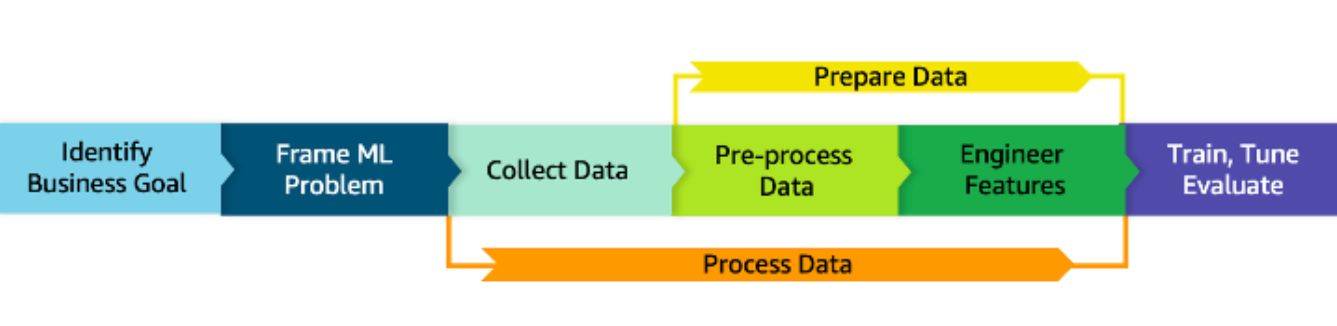 Prepare Data
Identify
Business Goal
Frame ML
Problem
Collect Data
Pre-process
Data
Engineer
Features
Train, Tune
Evaluate
Process Data